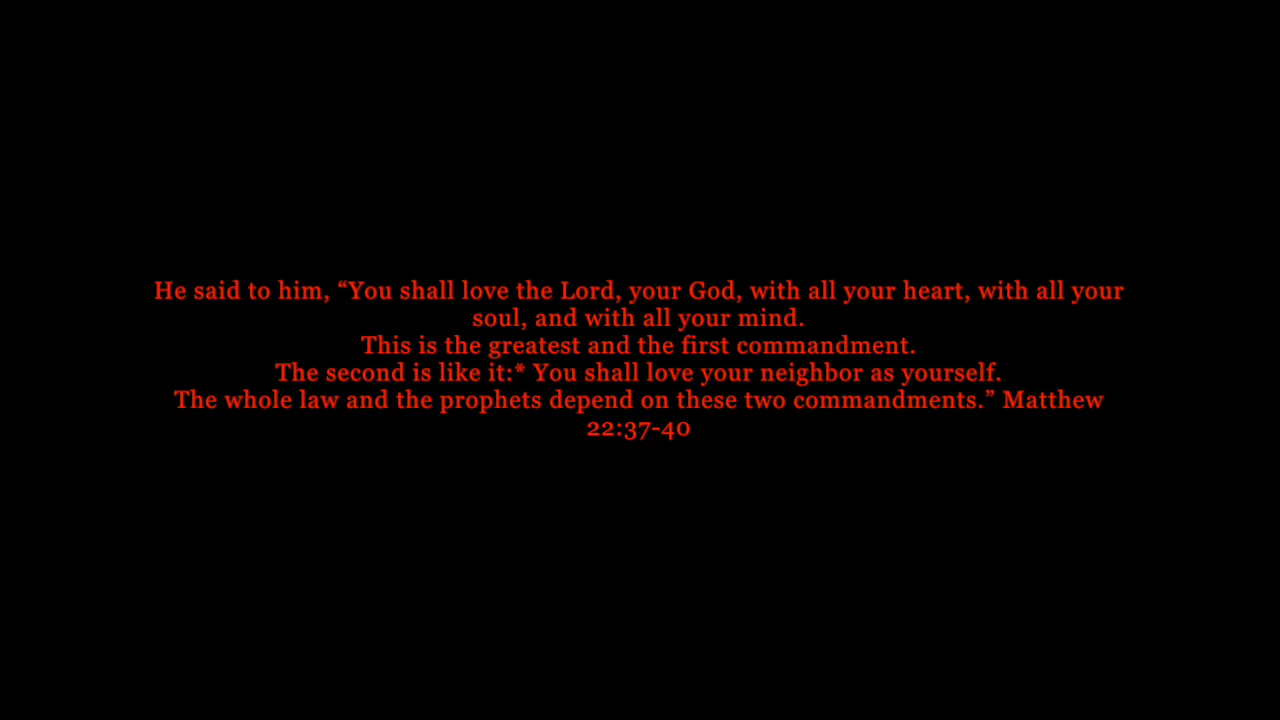 He said to him, “You shall love the Lord, your God, with all your heart, with all your
soul, and with all your mind.
This is the greatest and the first commandment.
The second is like it:* You shall love your neighbor as yourself.
The whole law and the prophets depend on these two commandments.” Matthew
22:37-40